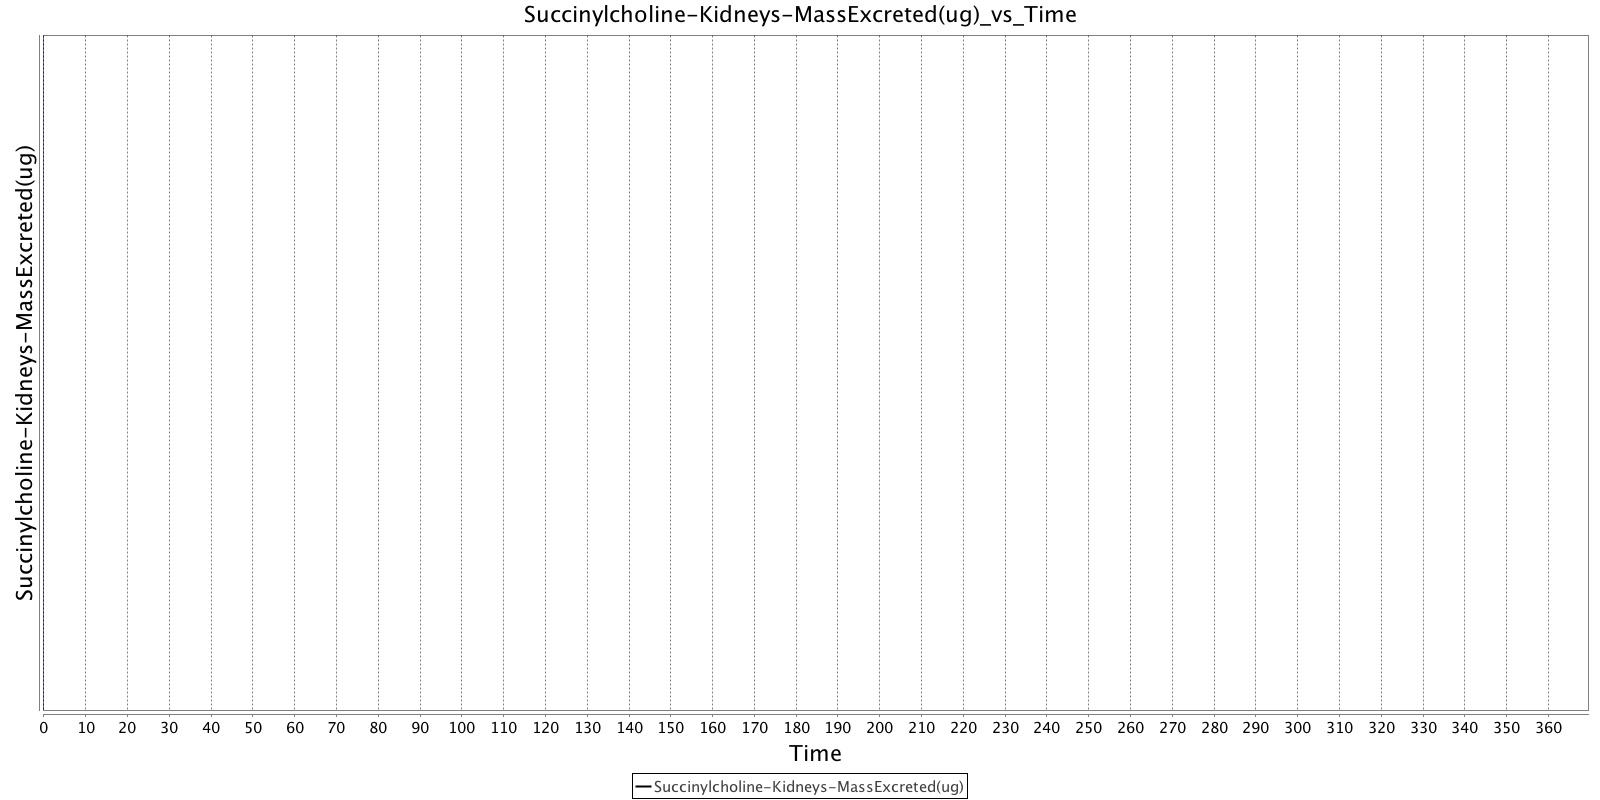 Succinylcholine-Kidneys-MassExcreted(ug)_vs_Time
Succinylcholine-Kidneys-MassExcreted(ug)
0 10 20 30 40 50 60 70 80 90 100 110 120 130 140 150 160 170 180 190 200 210 220 230 240 250 260 270 280 290 300 310 320 330 340 350 360
Time
Succinylcholine-Kidneys-MassExcreted(ug)